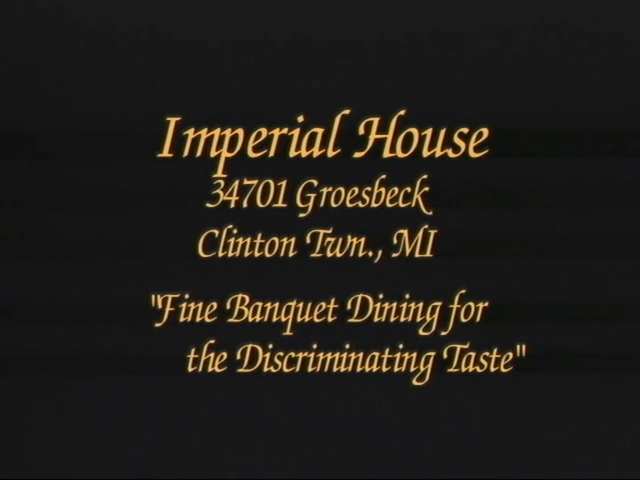 Imperial House
34701 Groesbeck
Clinton Twn., MI
"Fine Banquet Dining for
the Discriminating Taste"